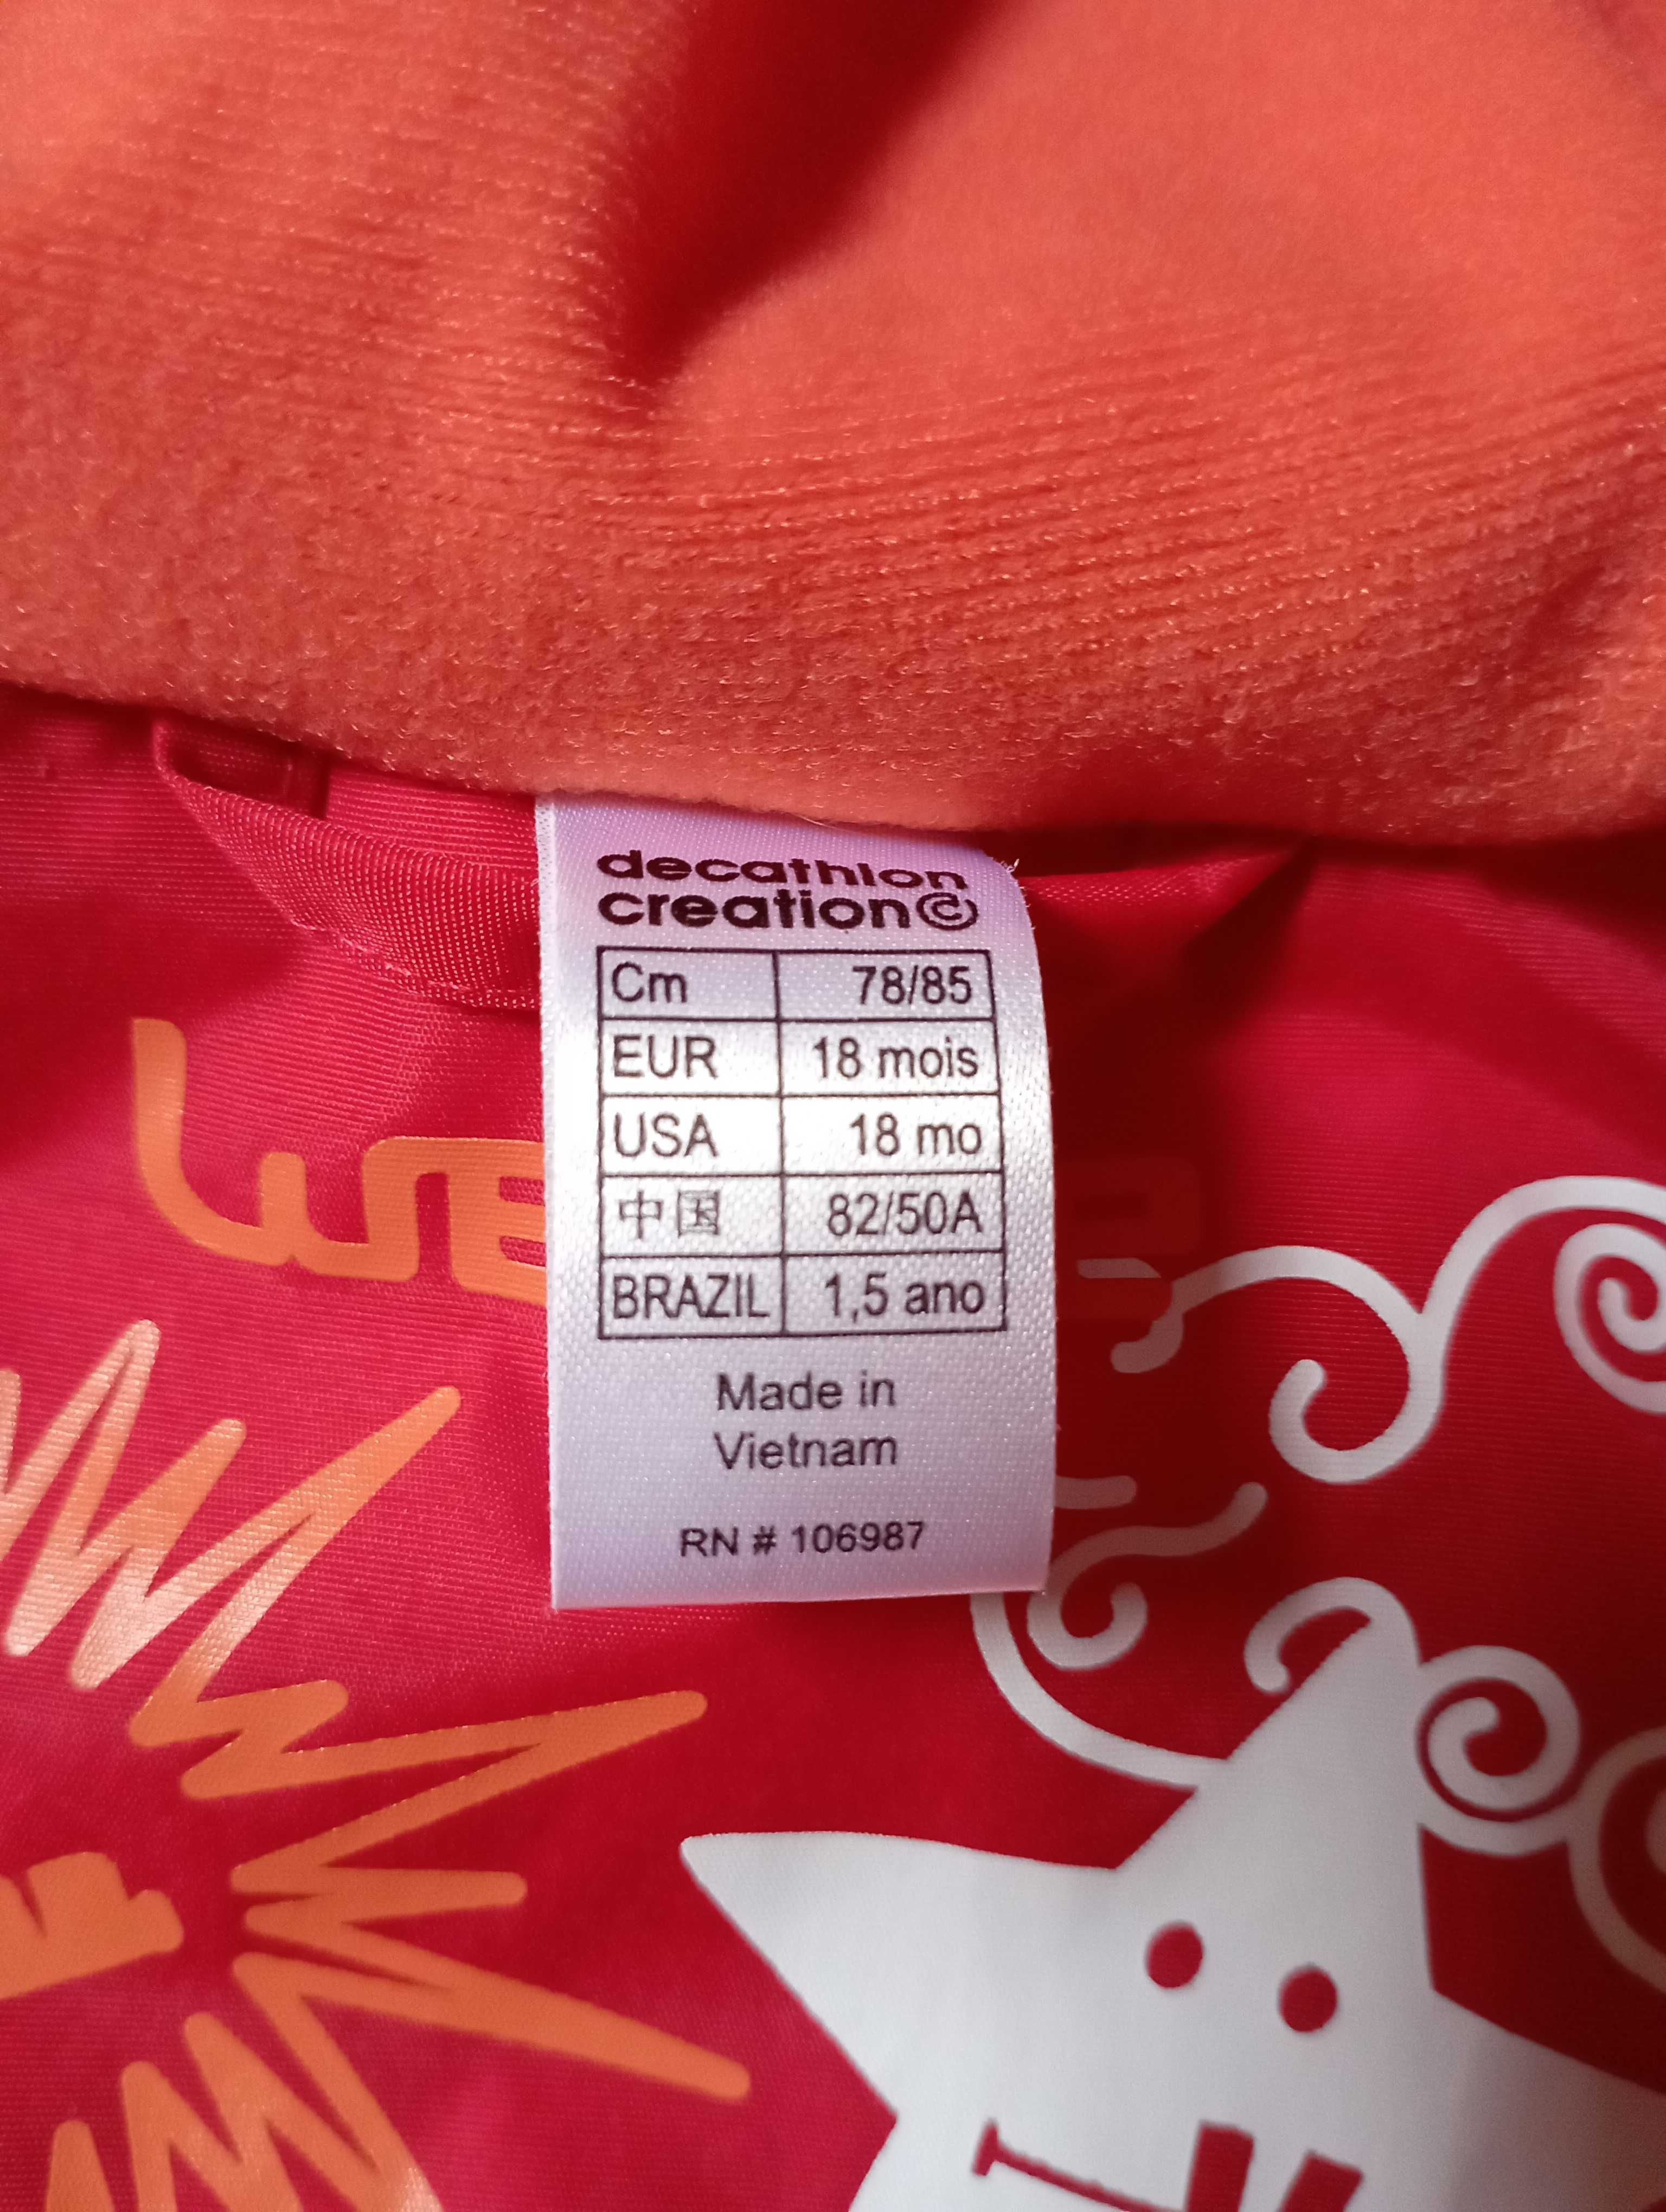 decathlon
creation©
Cm 78/85
EUR 18 mois
USA 18 mo
中国 82/50A
BRAZIL 1,5 ano
Made in
Vietnam
RN # 106987